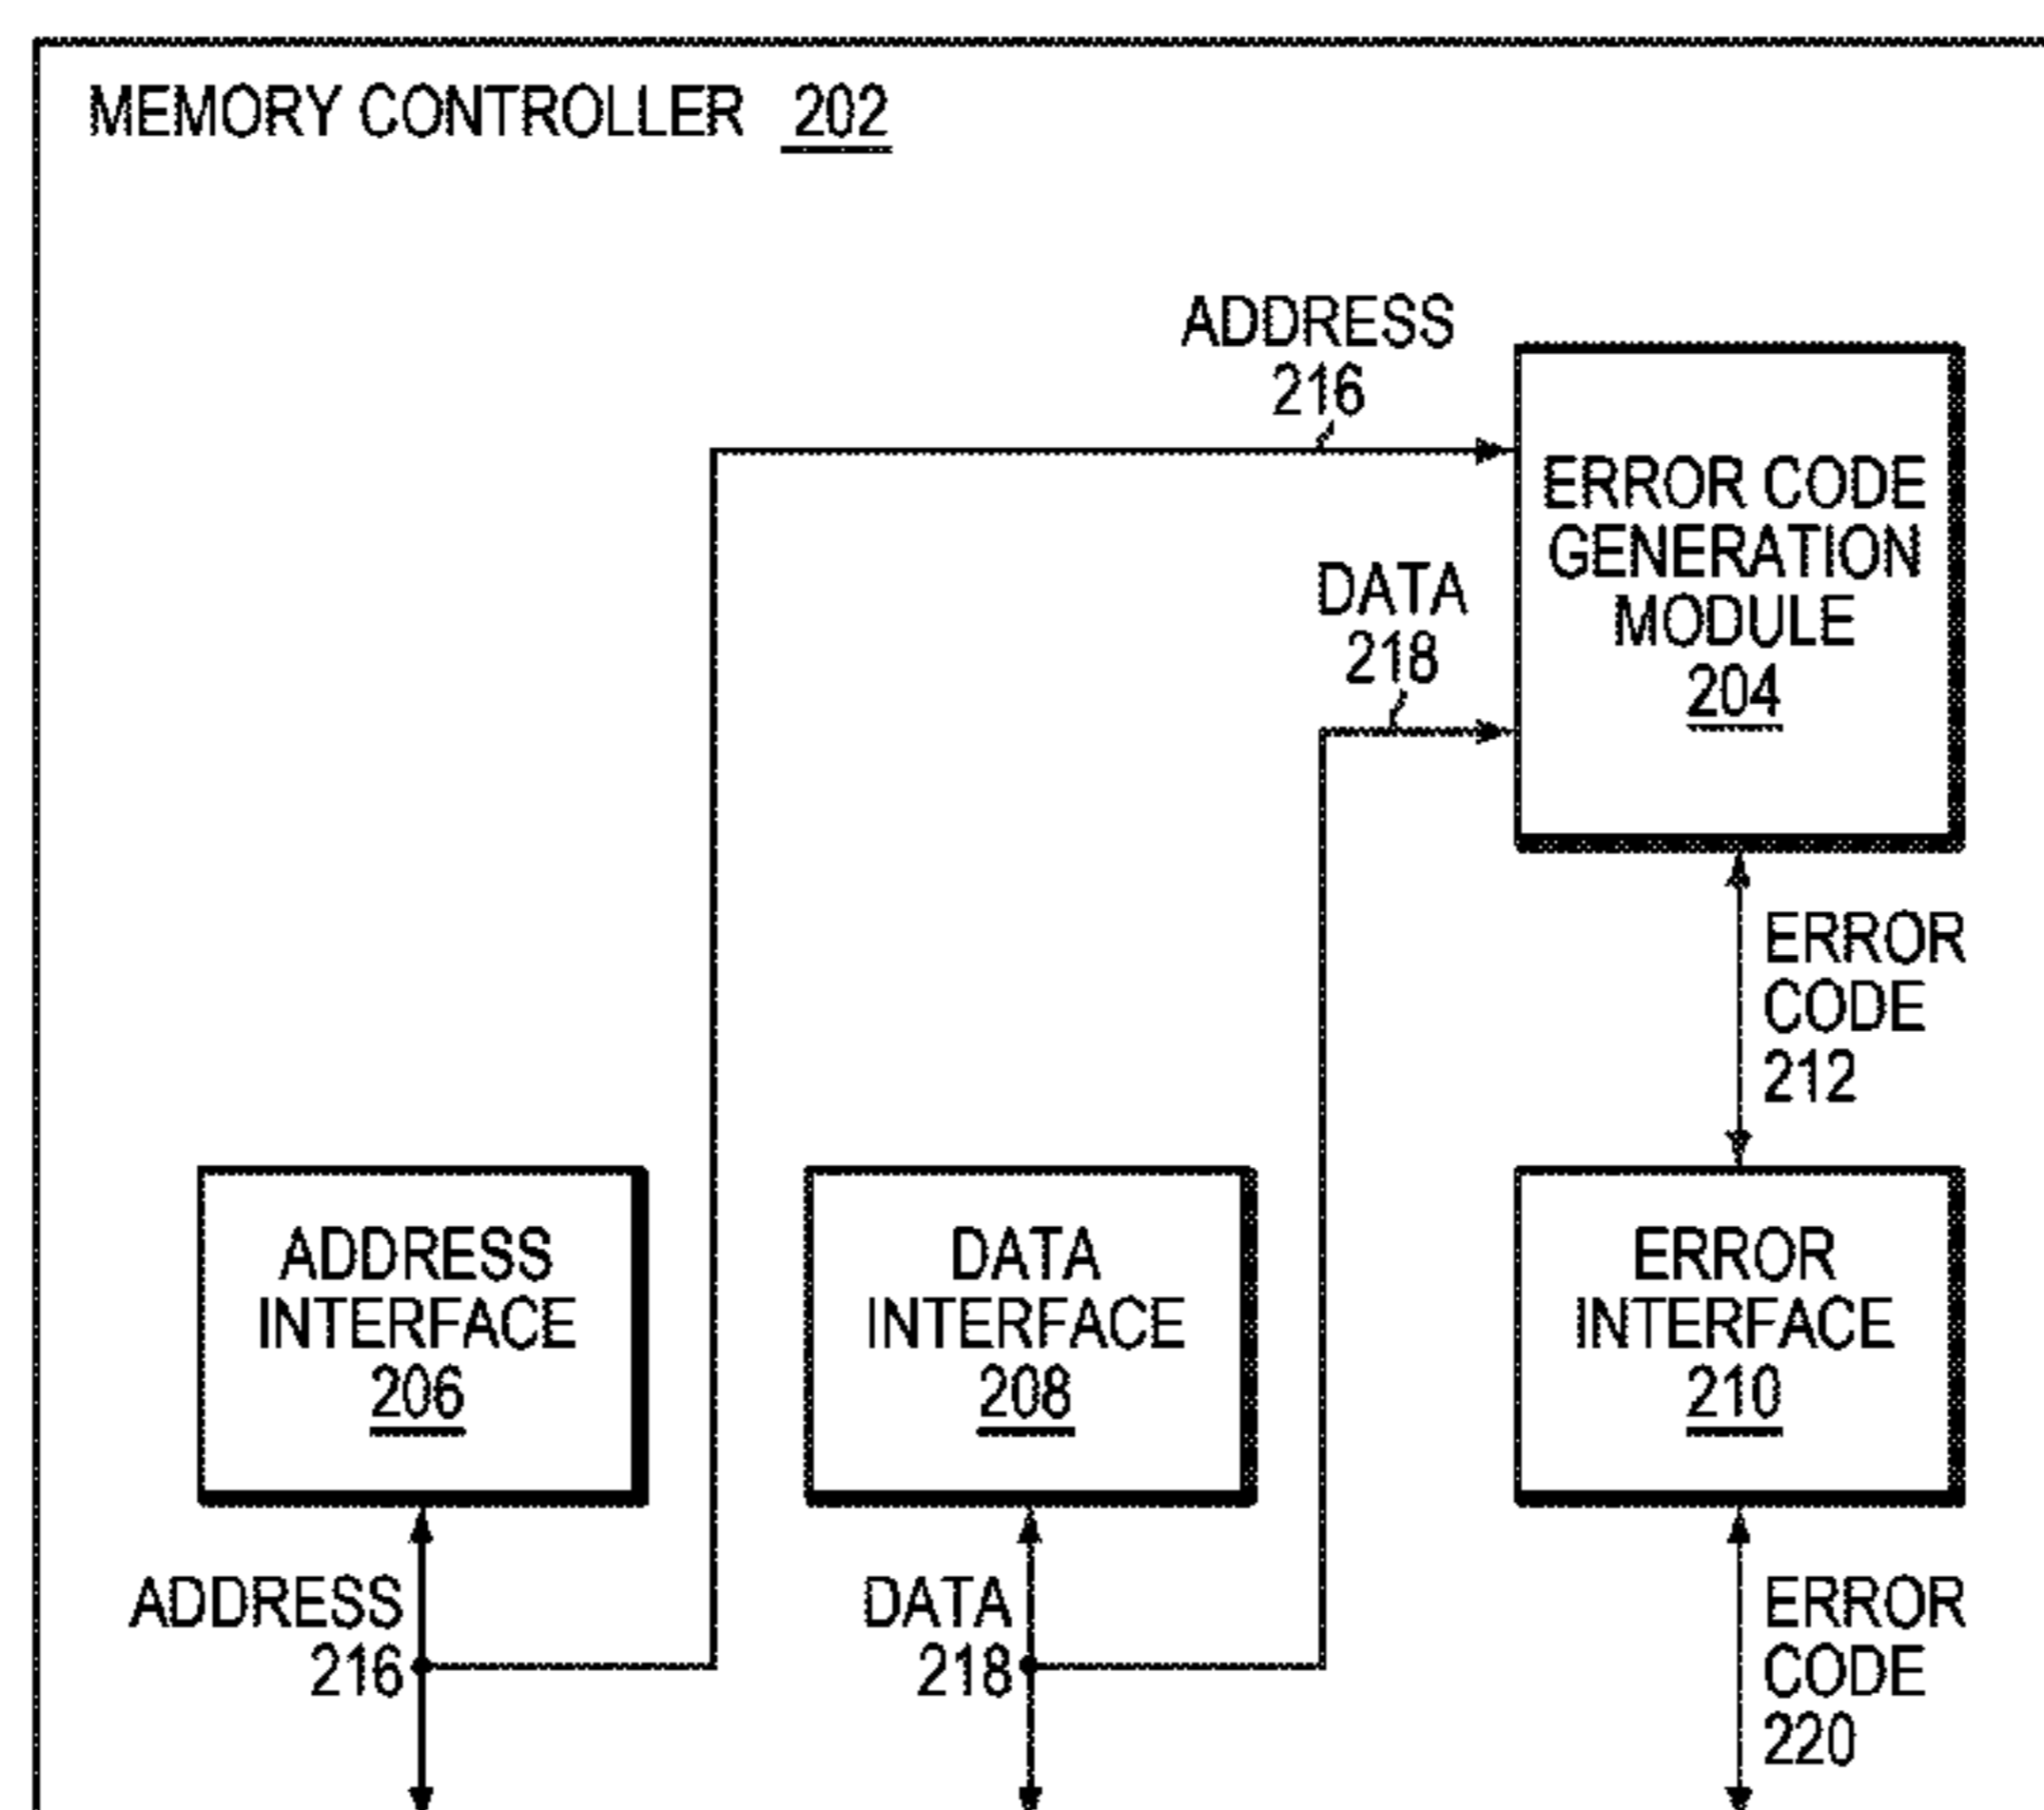 MEMORY CONTROLLER 202
ADDRESS
216
ERROR CODE
GENERATION
MODULE
204
DATA
218
ERROR
CODE
212
ADDRESS
INTERFACE
206
DATA
INTERFACE
208
ERROR
INTERFACE
210
ADDRESS
216
DATA
218
ERROR
CODE
220